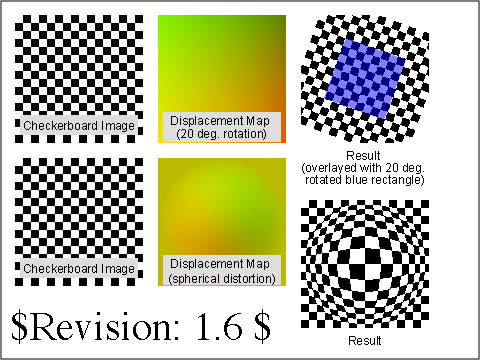 Checkerboard Image
Displacement Map
(20 deg. rotation)
Result
(overlayed with 20 deg.
rotated blue rectangle)
Checkerboard Image
Displacement Map
(spherical distortion)
Result
$Revision: 1.6 $